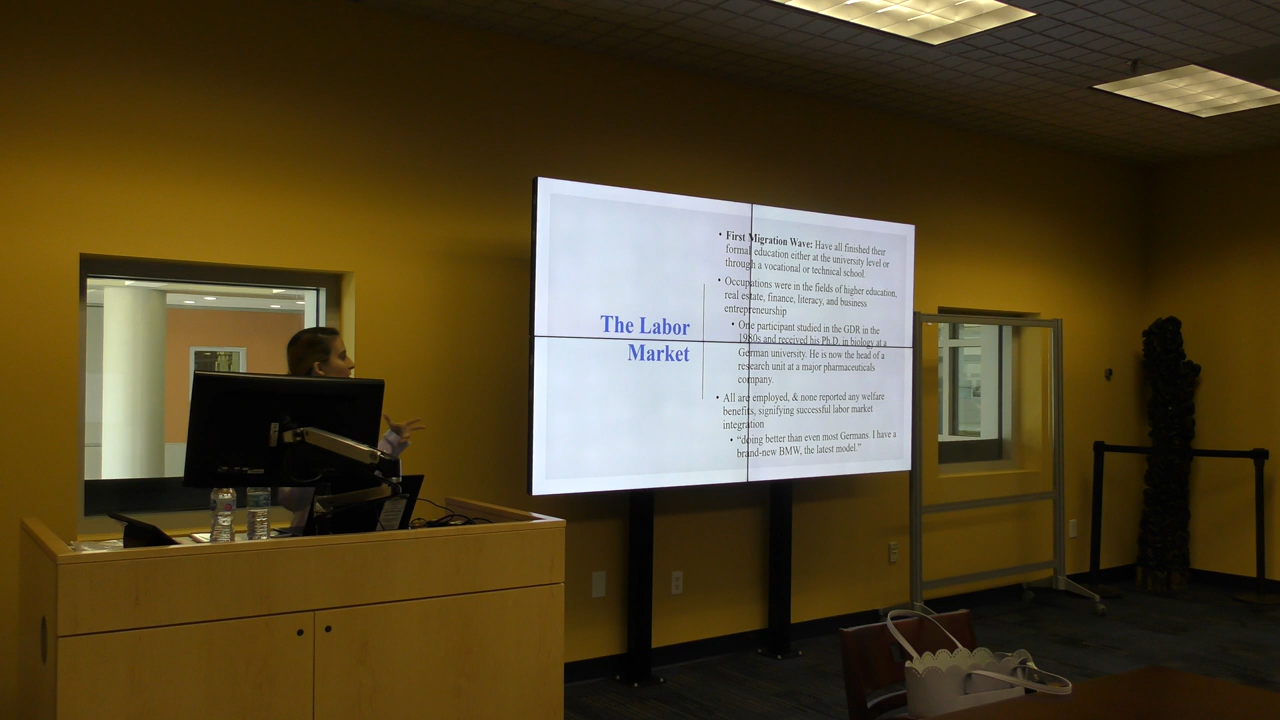 The Labor
Market
• First Migration Wave: Have all finished their
formal education either at the university level or
through a vocational or technical school.
• Occupations were in the fields of higher education,
real estate, finance, literacy, and business
entrepreneurship
• One participant studied in the GDR in the
1980s and received his Ph.D. in biology at a
German university. He is now the head of a
research unit at a major pharmaceuticals
company.
• All are employed, & none reported any welfare
benefits, signifying successful labor market
integration
• "doing better than even most Germans. I have a
brand-new BMW, the latest model."